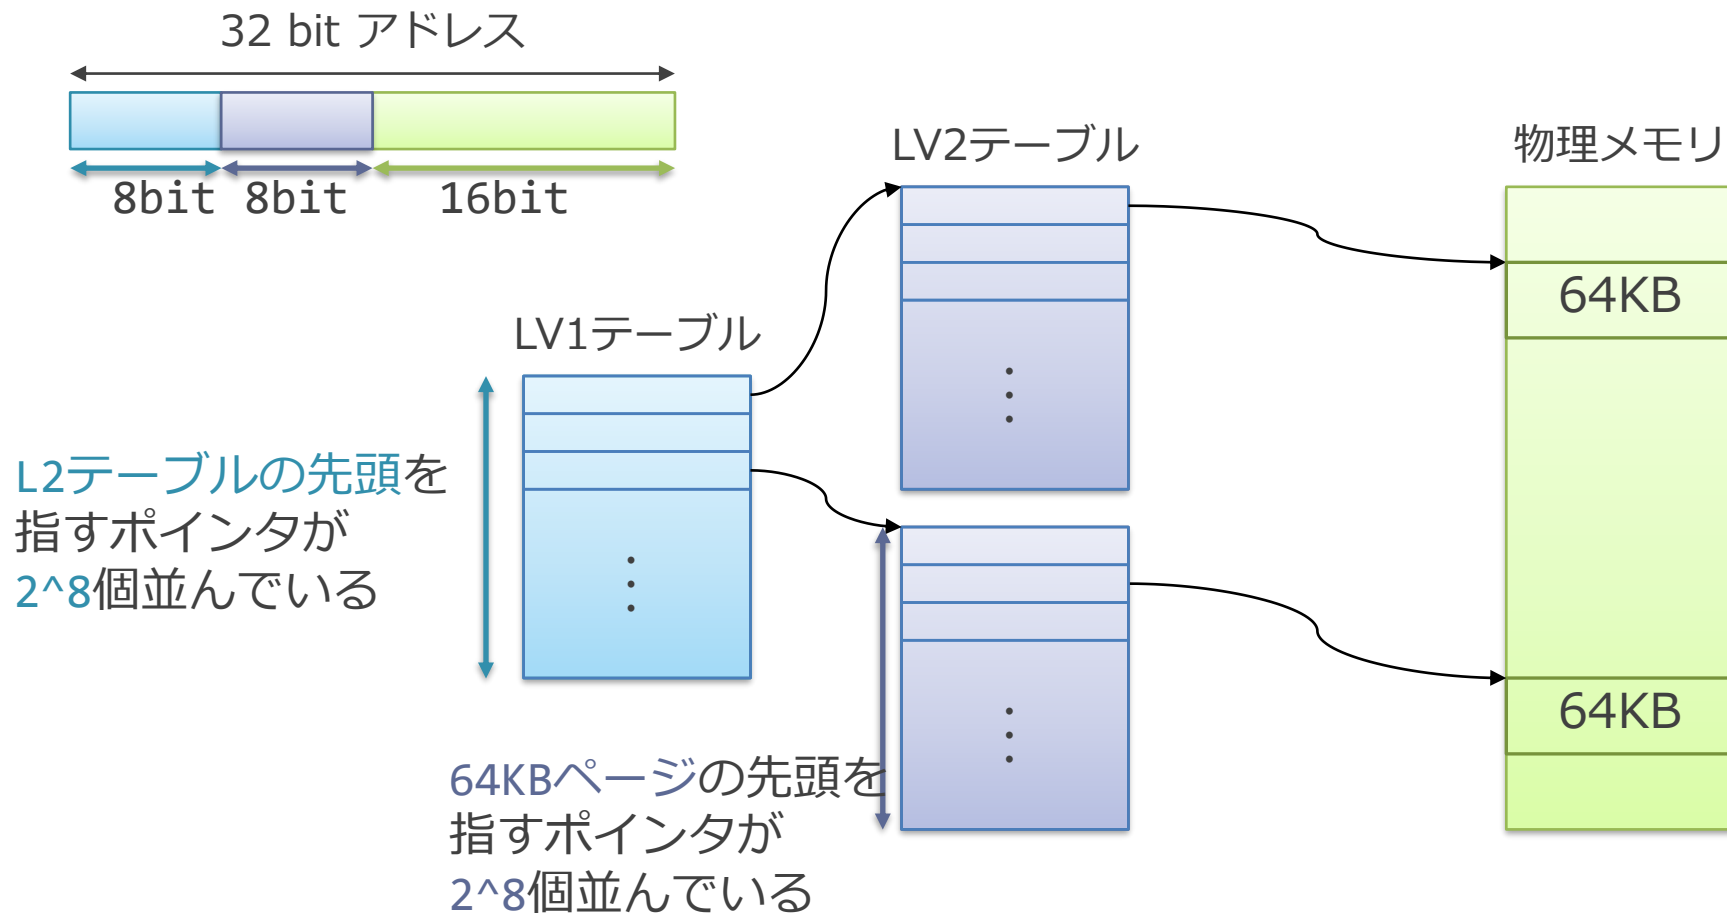 32 bit アドレス
8bit 8bit 16bit
LV2テーブル
物理メモリ
64KB
LV1テーブル
L2テーブルの先頭を
指すポインタが
2^8個並んでいる
64KB
64KBページの先頭を
指すポインタが
2^8個並んでいる